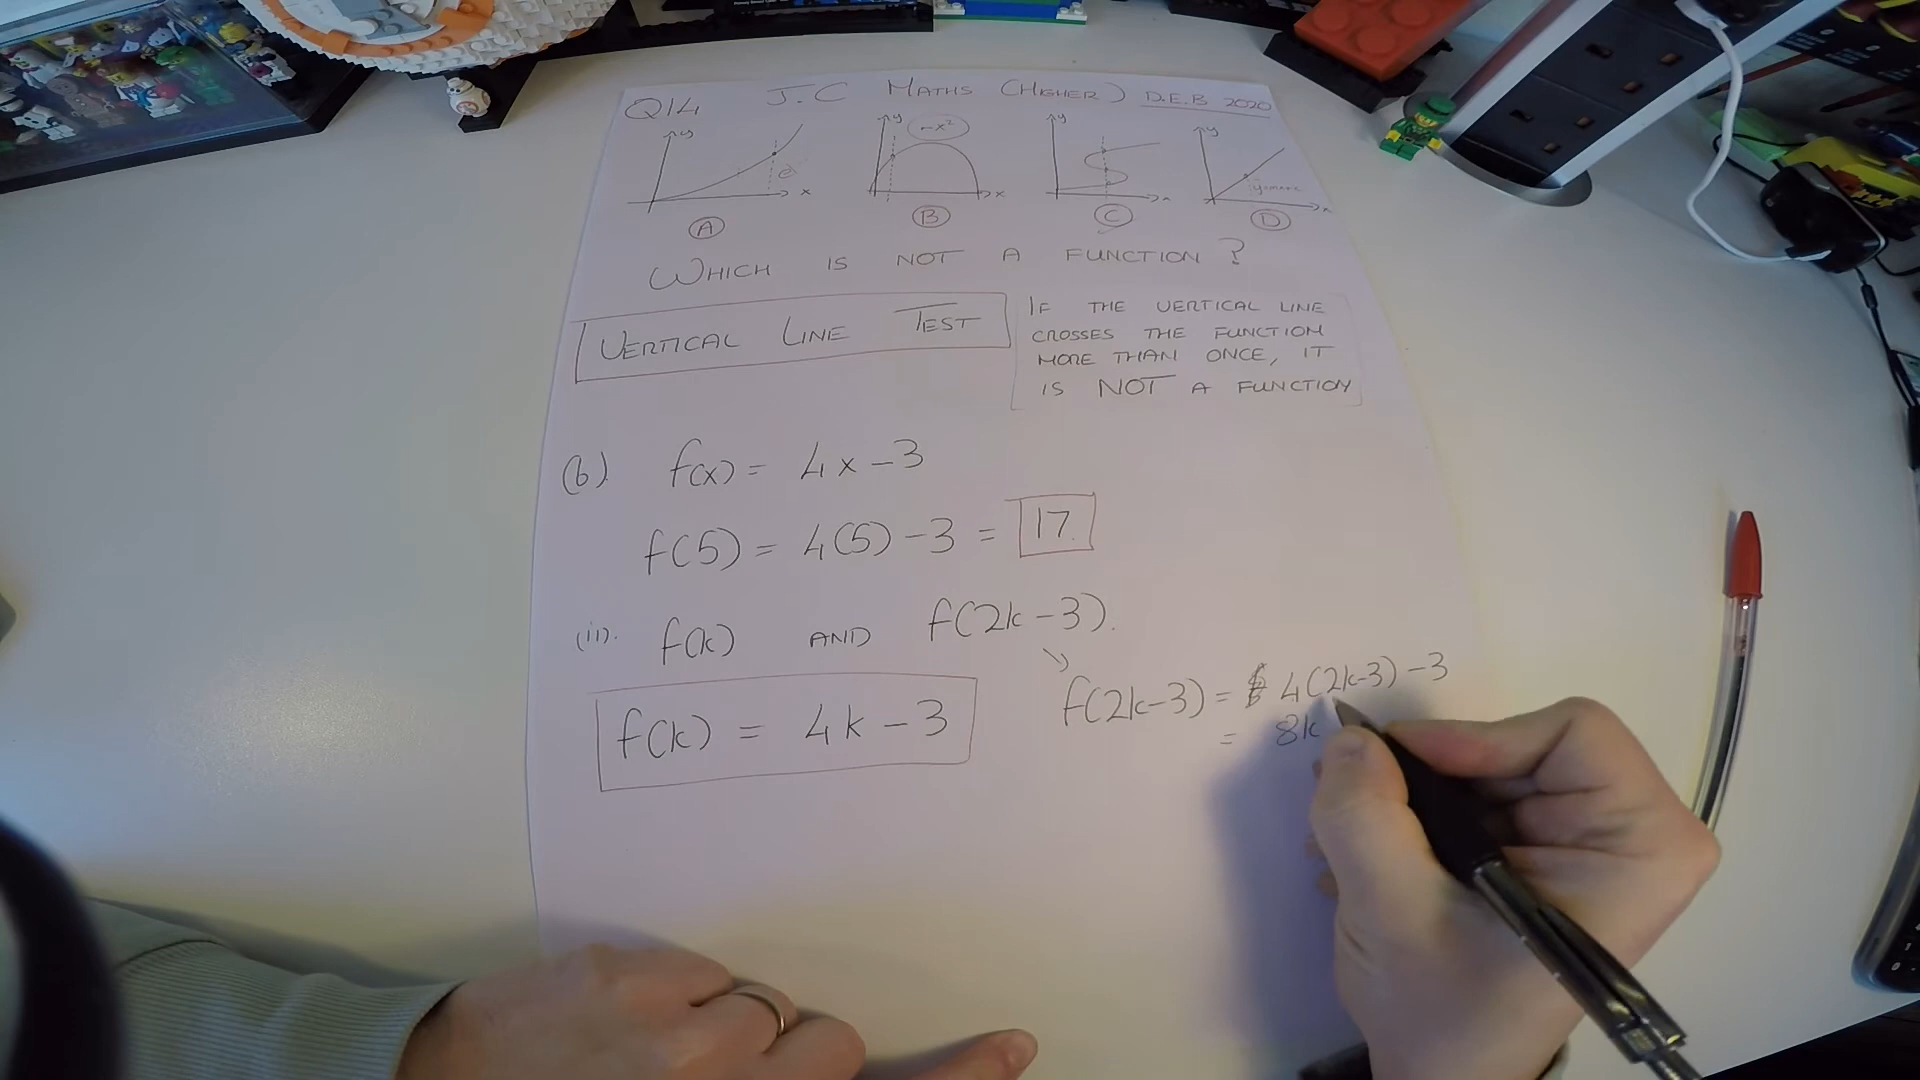 Q14 J.C MATHS (HIGHER) D.E.B 2020
y x y -x² x y x y x
A B C D
WHICH IS NOT A FUNCTION?
VERTICAL LINE TEST
IF THE VERTICAL LINE
CROSSES THE FUNCTION
MORE THAN ONCE, IT
IS NOT A FUNCTION
(b). f(x) = 4x - 3
f(5) = 4(5) - 3 = 17.
(ii). f(k) AND f(2k - 3).
f(k) = 4k - 3
f(2k-3) = 4(2k-3) - 3
= 8k